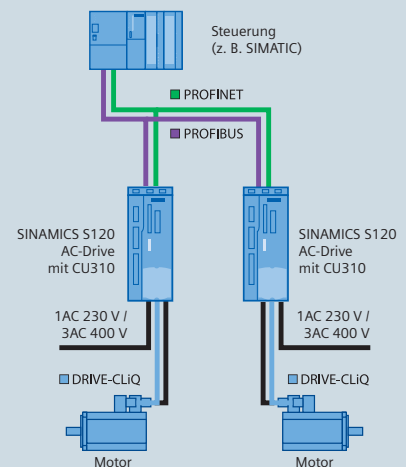 Steuerung
(z. B. SIMATIC)
PROFINET
PROFIBUS
SINAMICS S120
AC-Drive
mit CU310
SINAMICS S120
AC-Drive
mit CU310
1AC 230 V /
3AC 400 V
1AC 230 V /
3AC 400 V
DRIVE-CLiQ
DRIVE-CLiQ
Motor
Motor